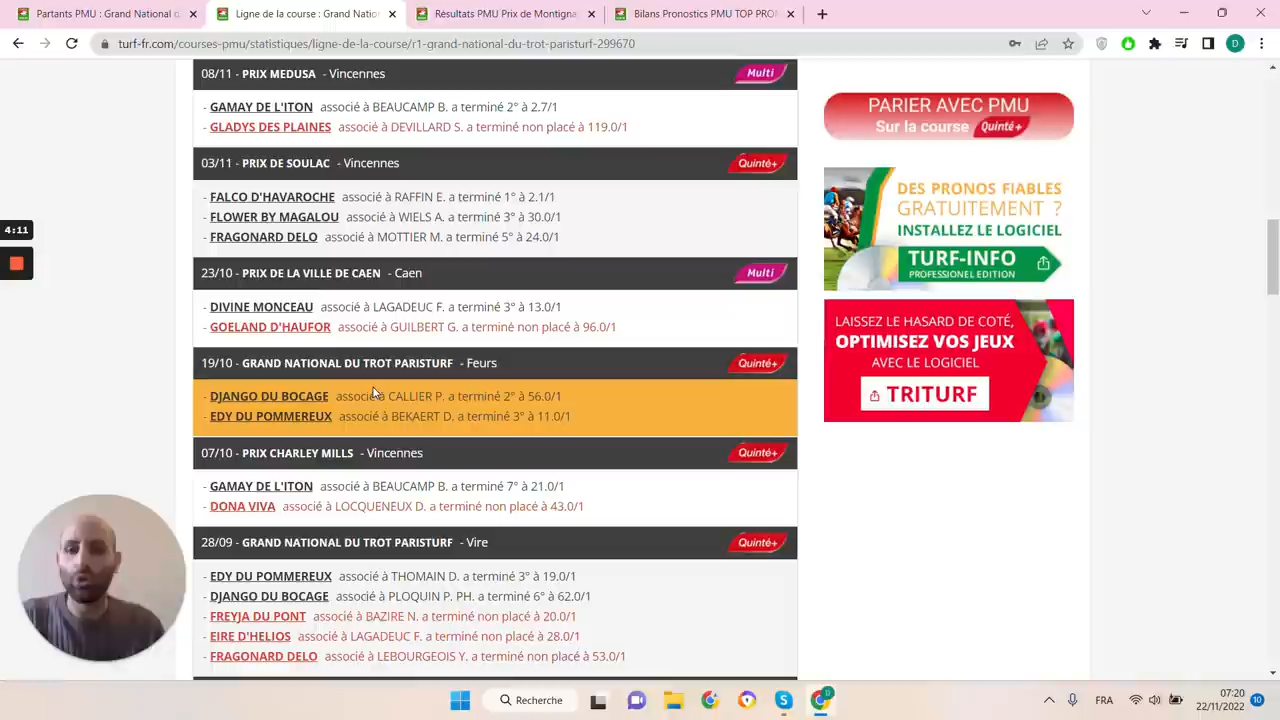 Partants PMU : Grand National d
Ligne de la course : Grand Natio
Résultats PMU de Montigna
Bilans Pronostics PMU TOP PRO
turf-fr.com/courses-pmu/statistiques/ligne/r1-grand-national-du-trot-paristurf-299670
D
08/11 - PRIX MEDUSA - Vincennes
Multi
- GAMAY DE L'ITON associé à BEAUCAMP B. a terminé 2° à 2.7/1
- GLADYS DES PLAINES associé à DEVILLARD S. a terminé non placé à 119.0/1
03/11 - PRIX DE SOULAC - Vincennes
Quinté+
- FALCO D'HAVAROCHE associé à RAFFIN E. a terminé 1° à 2.1/1
- FLOWER BY MAGALOU associé à WIELS A. a terminé 3° à 30.0/1
- FRAGONARD DELO associé à MOTTIER M. a terminé 5° à 24.0/1
23/10 - PRIX DE LA VILLE DE CAEN - Caen
Multi
- DIVINE MONCEAU associé à LAGADEUC F. a terminé 3° à 13.0/1
- GOELAND D'HAUFOR associé à GUILBERT G. a terminé non placé à 96.0/1
19/10 - GRAND NATIONAL DU TROT PARISTURF - Feurs
Quinté+
- DJANGO DU BOCAGE associé à CALLIER P. a terminé 2° à 56.0/1
- EDY DU POMMEREUX associé à BEKAERT D. a terminé 3° à 11.0/1
07/10 - PRIX CHARLEY MILLS - Vincennes
Quinté+
- GAMAY DE L'ITON associé à BEAUCAMP B. a terminé 7° à 21.0/1
- DONA VIVA associé à LOCQUENEUX D. a terminé non placé à 43.0/1
28/09 - GRAND NATIONAL DU TROT PARISTURF - Vire
Quinté+
- EDY DU POMMEREUX associé à THOMAIN D. a terminé 3° à 19.0/1
- DJANGO DU BOCAGE associé à PLOQUIN P. PH. a terminé 6° à 62.0/1
- FREYJA DU PONT associé à BAZIRE N. a terminé non placé à 20.0/1
- EIRE D'HELIOS associé à LAGADEUC F. a terminé non placé à 28.0/1
- FRAGONARD DELO associé à LEBOURGEOIS Y. a terminé non placé à 53.0/1
PARIER AVEC PMU
Sur la course Quinté+
DES PRONOS FIABLES
GRATUITEMENT ?
INSTALLEZ LE LOGICIEL
TURF-INFO
PROFESSIONEL EDITION
LAISSEZ LE HASARD DE COTÉ,
OPTIMISEZ VOS JEUX
AVEC LE LOGICIEL
TRITURF
4:11
Recherche
FRA
07:20
22/11/2022
10